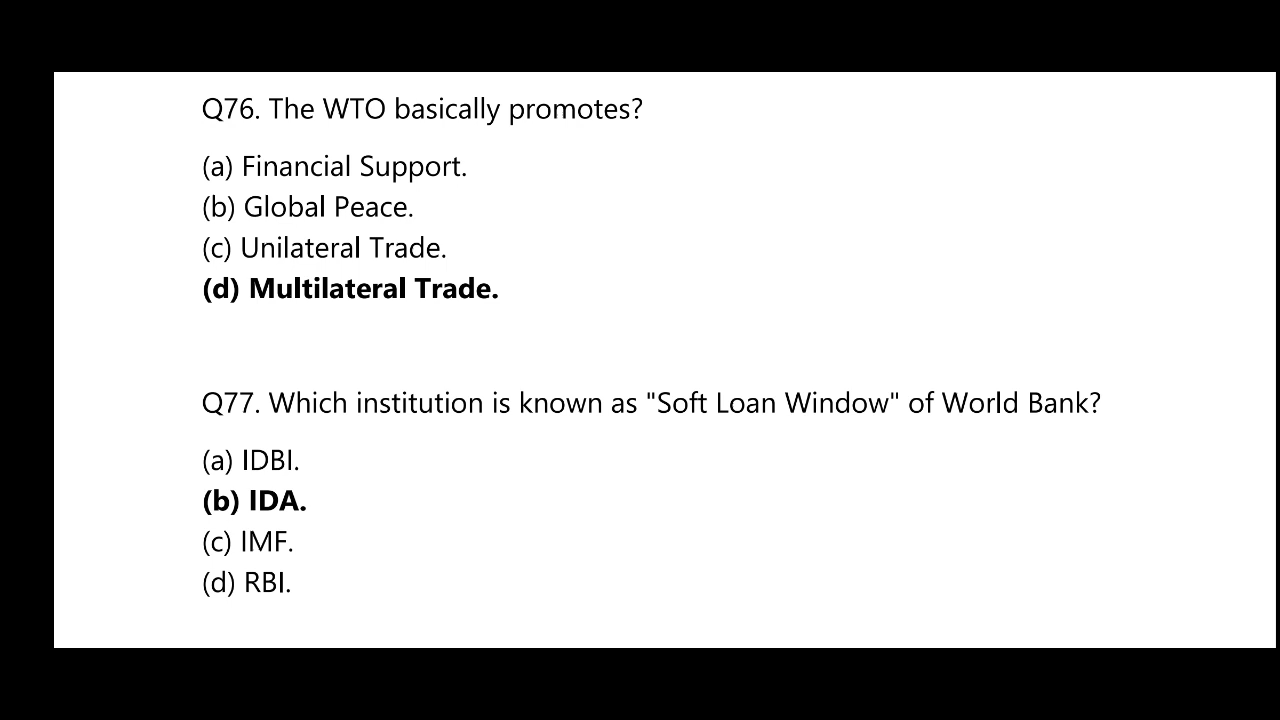 Q76. The WTO basically promotes?
(a) Financial Support.
(b) Global Peace.
(c) Unilateral Trade.
(d) Multilateral Trade.
Q77. Which institution is known as "Soft Loan Window" of World Bank?
(a) IDBI.
(b) IDA.
(c) IMF.
(d) RBI.